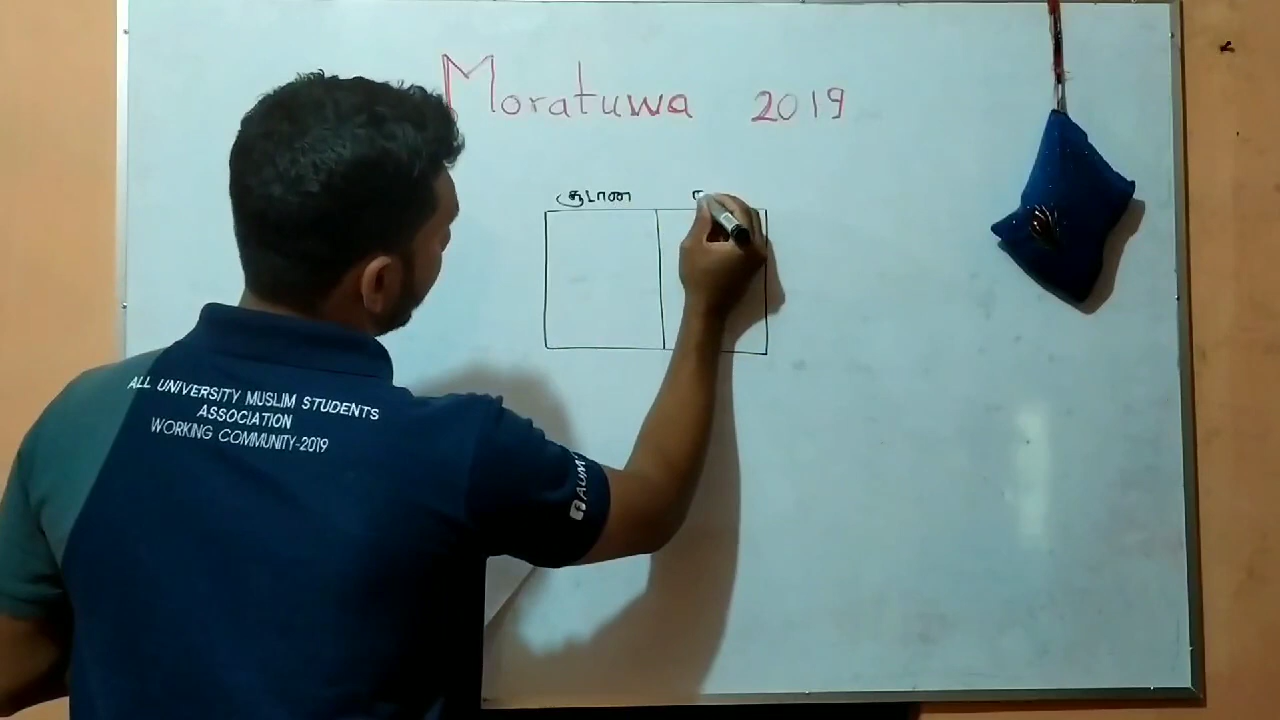 Moratuwa 2019
சூடான
ALL UNIVERSITY MUSLIM STUDENTS
ASSOCIATION
WORKING COMMUNITY-2019